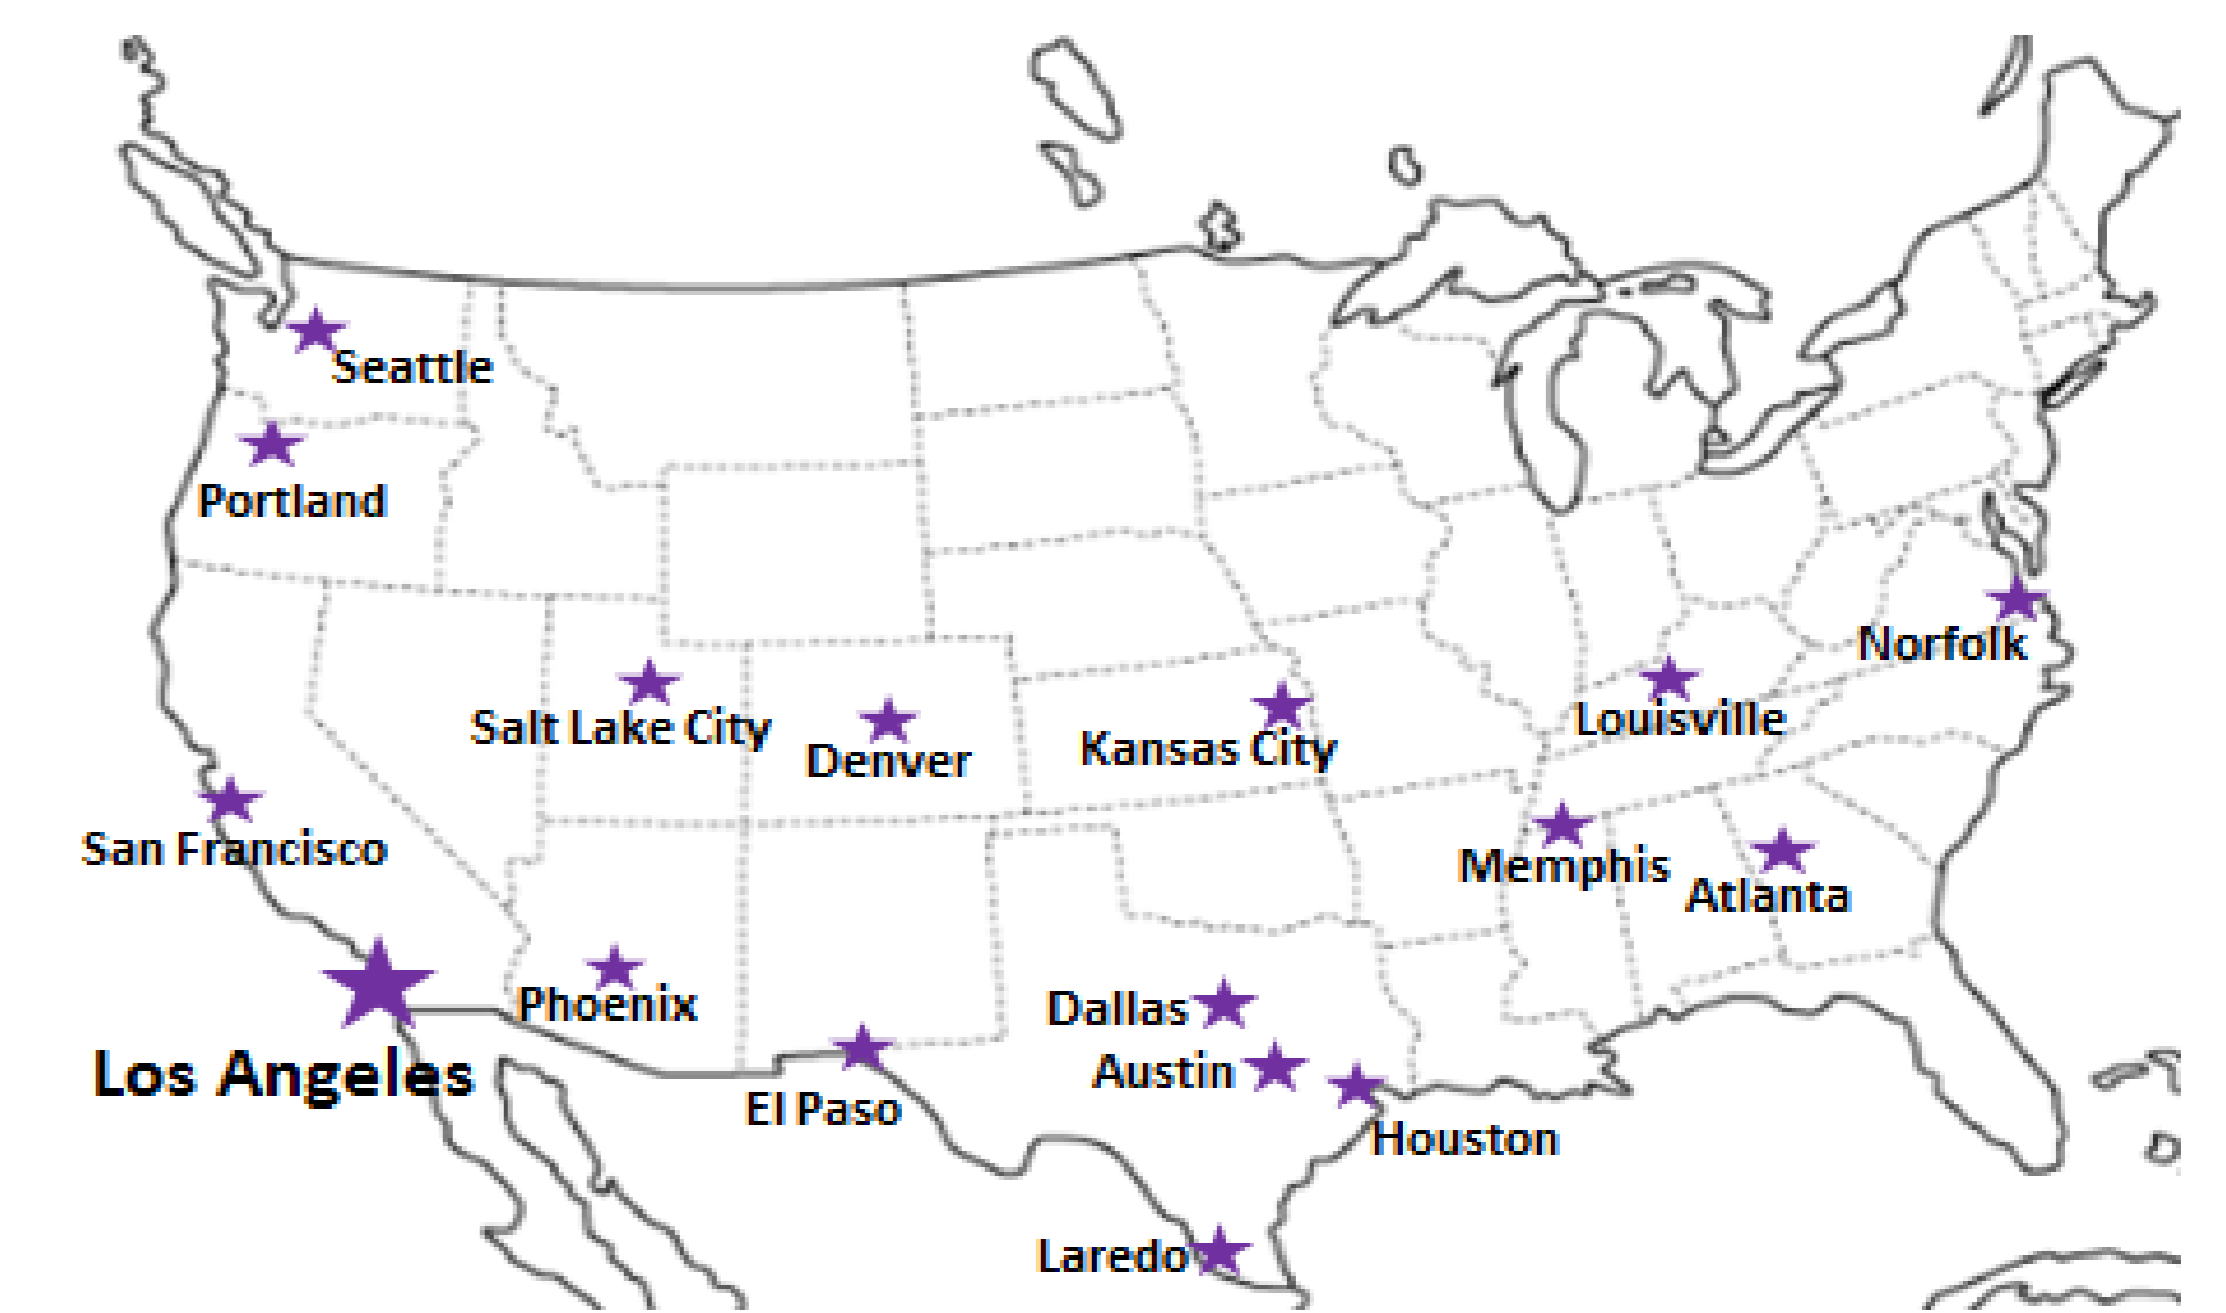 Seattle
Portland
Norfolk
Salt Lake City
Denver
Kansas City
Louisville
San Francisco
Memphis
Atlanta
Phoenix
Dallas
Los Angeles
Austin
El Paso
Houston
Laredo